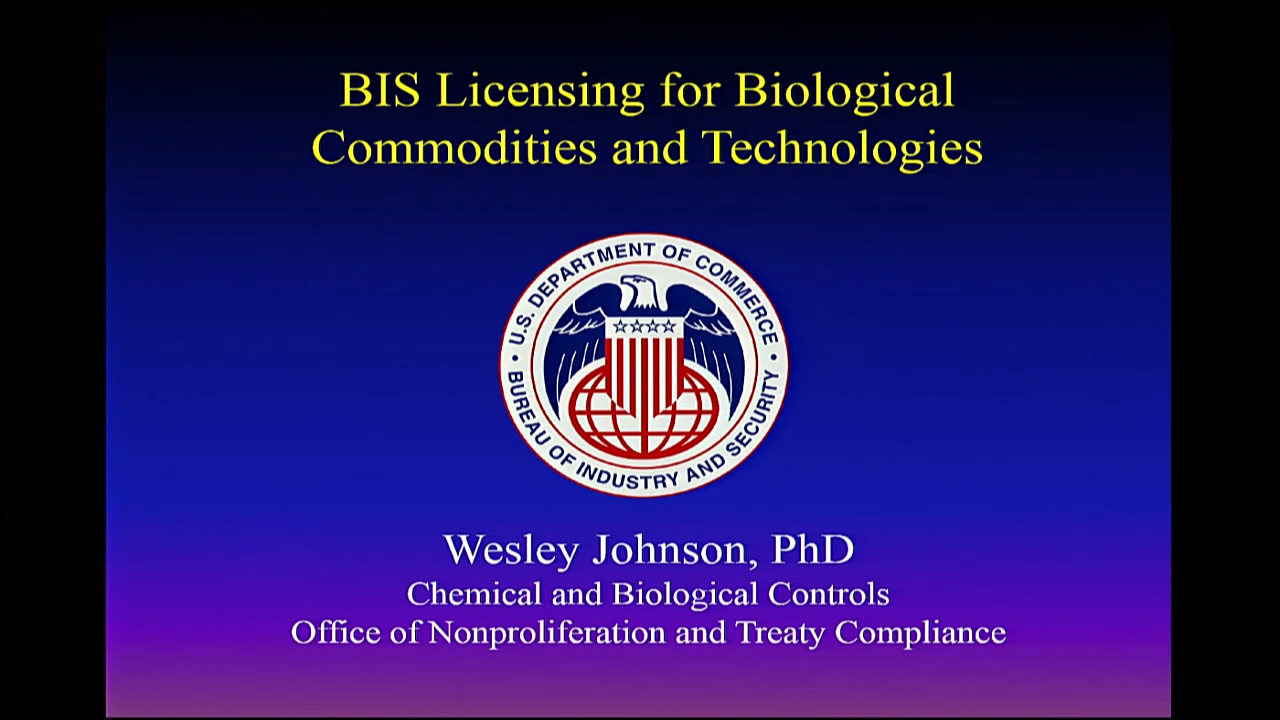 BIS Licensing for Biological
Commodities and Technologies
U.S. DEPARTMENT OF COMMERCE
BUREAU OF INDUSTRY AND SECURITY
Wesley Johnson, PhD
Chemical and Biological Controls
Office of Nonproliferation and Treaty Compliance